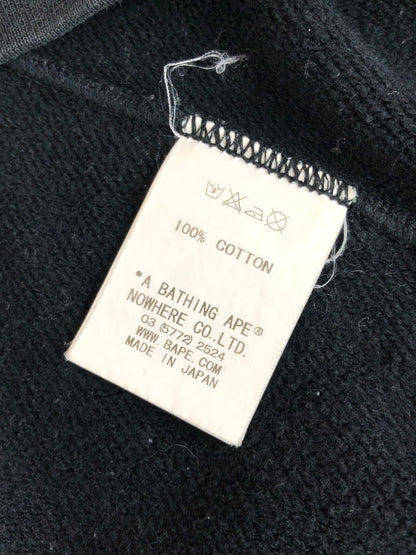 100% COTTON
*A BATHING APE®
NOWHERE CO.,LTD.
03 (5772) 2524
WWW.BAPE.COM
MADE IN JAPAN